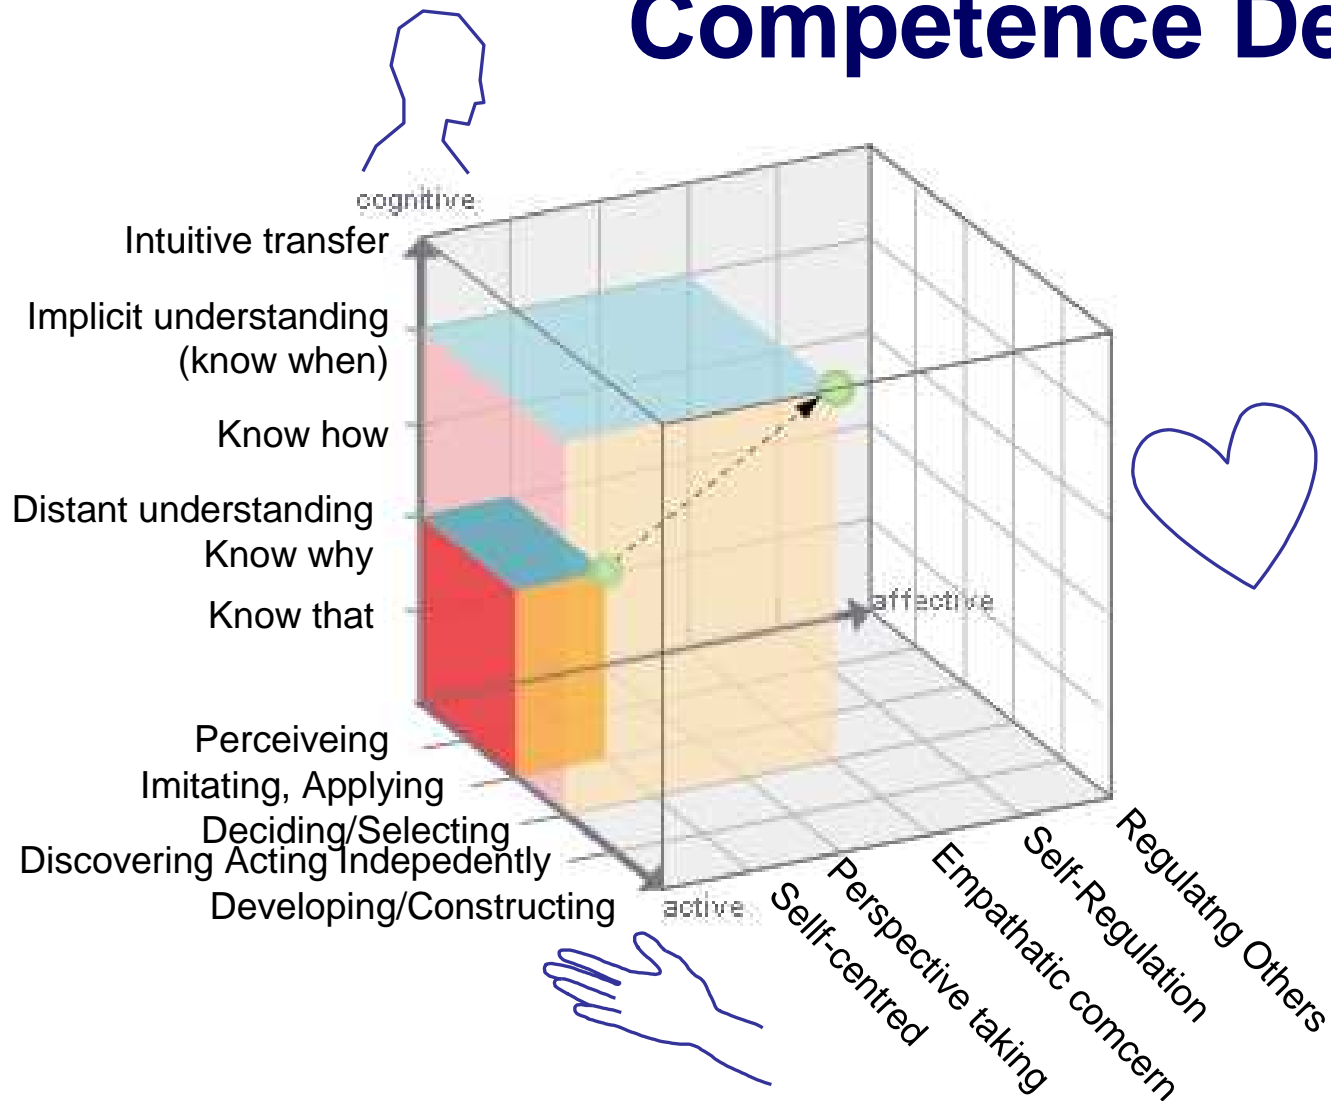 Competence De
cognitive
Intuitive transfer
Implicit understanding
(know when)
Know how
Distant understanding
Know why
Know that
affective
Perceiveing
Imitating, Applying
Deciding/Selecting
Discovering Acting Indepedently
Developing/Constructing
active
Sellf-centred
Perspective taking
Empathatic comcern
Self-Regulation
Regulatng Others